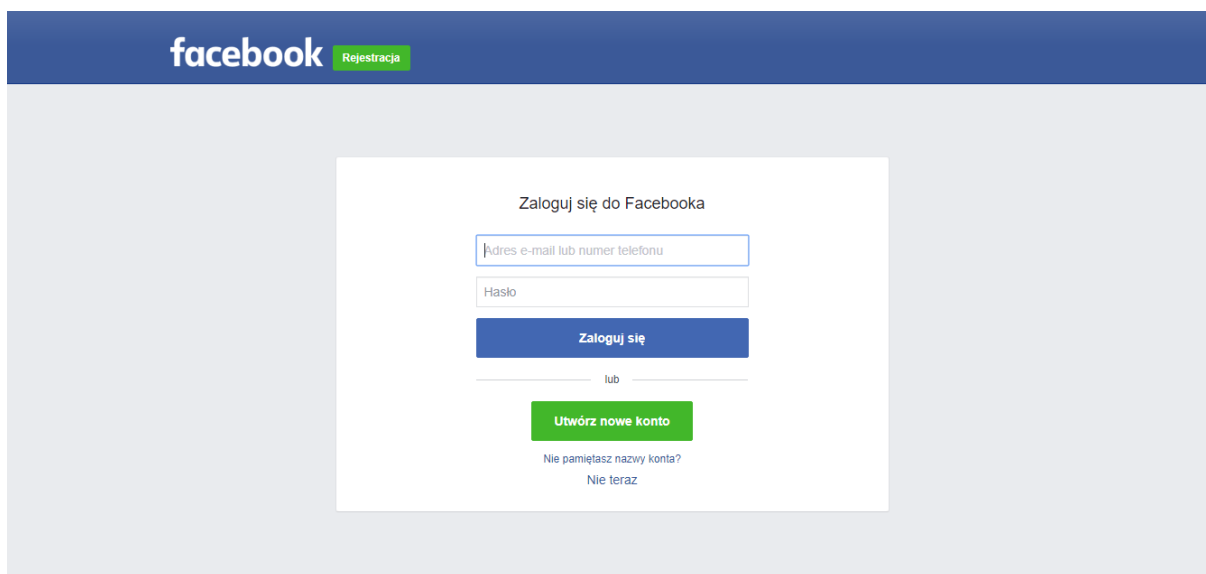 facebook Rejestracja
Zaloguj się do Facebooka
Adres e-mail lub numer telefonu
Hasło
Zaloguj się
lub
Utwórz nowe konto
Nie pamiętasz nazwy konta?
Nie teraz